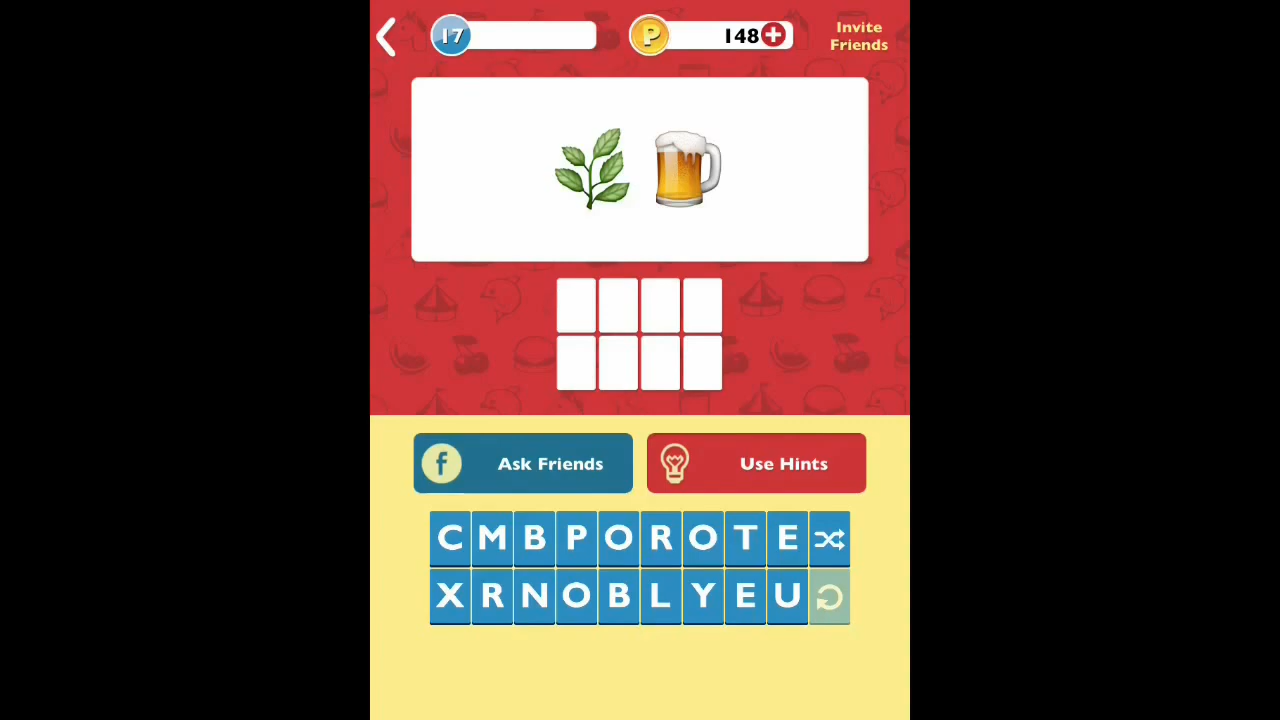 17
P 148
Invite
Friends
f Ask Friends
Use Hints
C M B P O R O T E
X R N O B L Y E U